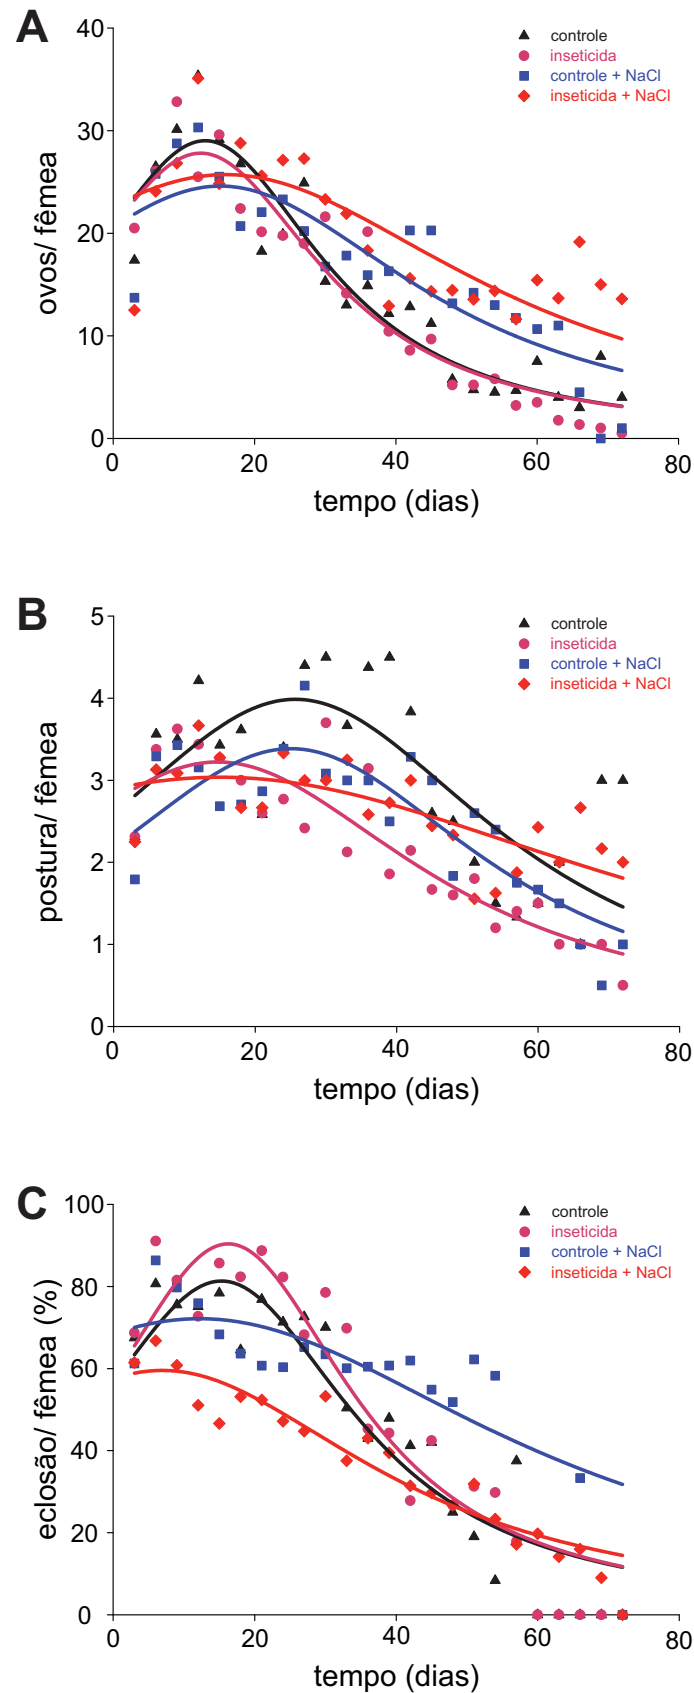 A
40
30
20
10
0
ovos/ fêmea
controle
inseticida
controle + NaCl
inseticida + NaCl
0 20 40 60 80
tempo (dias)
B
5
4
3
2
1
0
postura/ fêmea
controle
inseticida
controle + NaCl
inseticida + NaCl
0 20 40 60 80
tempo (dias)
C
100
80
60
40
20
0
eclosão/ fêmea (%)
controle
inseticida
controle + NaCl
inseticida + NaCl
0 20 40 60 80
tempo (dias)